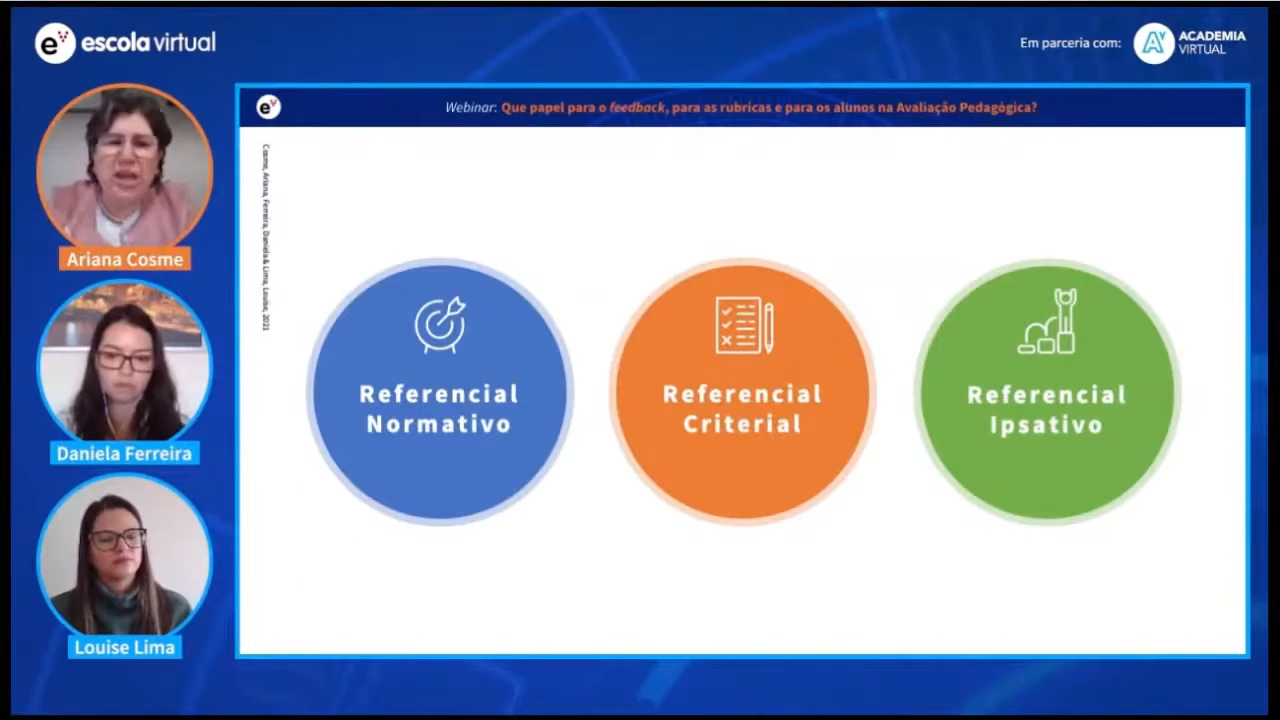 escola virtual
Em parceria com:
ACADEMIA
VIRTUAL
Webinar: Que papel para o feedback, para as rubricas e para os alunos na Avaliação Pedagógica?
Cosme, Ariana, Ferreira, Daniela & Lima, Louise, 2021
Ariana Cosme
Daniela Ferreira
Louise Lima
Referencial
Normativo
Referencial
Criterial
Referencial
Ipsativo